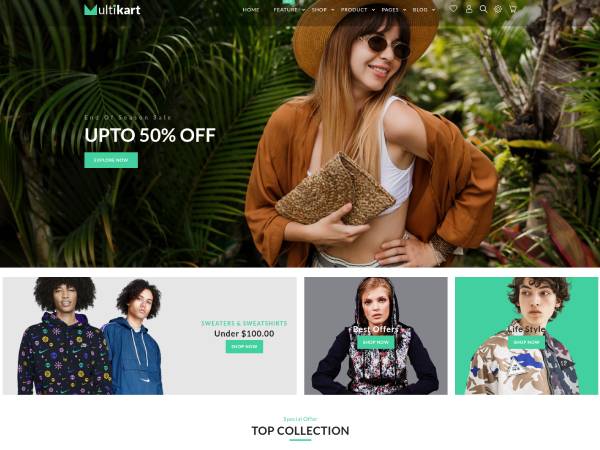 Multikart
HOME FEATURE SHOP PRODUCT PAGES BLOG
End Of Season Sale
UPTO 50% OFF
EXPLORE NOW
SWEATERS & SWEATSHIRTS
Under $100.00
SHOP NOW
Best Offers
SHOP NOW
Life Style
SHOP NOW
Special Offer
TOP COLLECTION